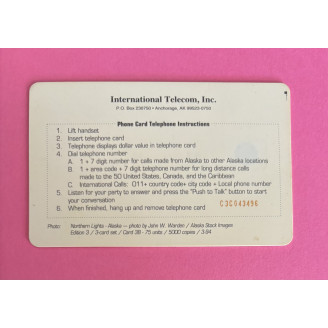 International Telecom, Inc.
P.O. Box 230750 • Anchorage, AK 99523-0750
Phone Card Telephone Instructions
1. Lift handset
2. Insert telephone card
3. Telephone displays dollar value in telephone card
4. Dial telephone number
A. 1 + 7 digit number for calls made from Alaska to other Alaska locations
B. 1 + area code + 7 digit telephone number for long distance calls
made to the 50 United States, Canada, and the Caribbean
C. International Calls: 011+ country code+ city code + Local phone number
5. Listen for your party to answer and press the "Push to Talk" button to start
your conversation
6. When finished, hang up and remove telephone card
C3C043496
Photo: Northern Lights - Alaska — photo by John W. Warden / Alaska Stock Images
Edition 3 / 3-card set / Card 3B - 75 units / 5000 copies / 3.64